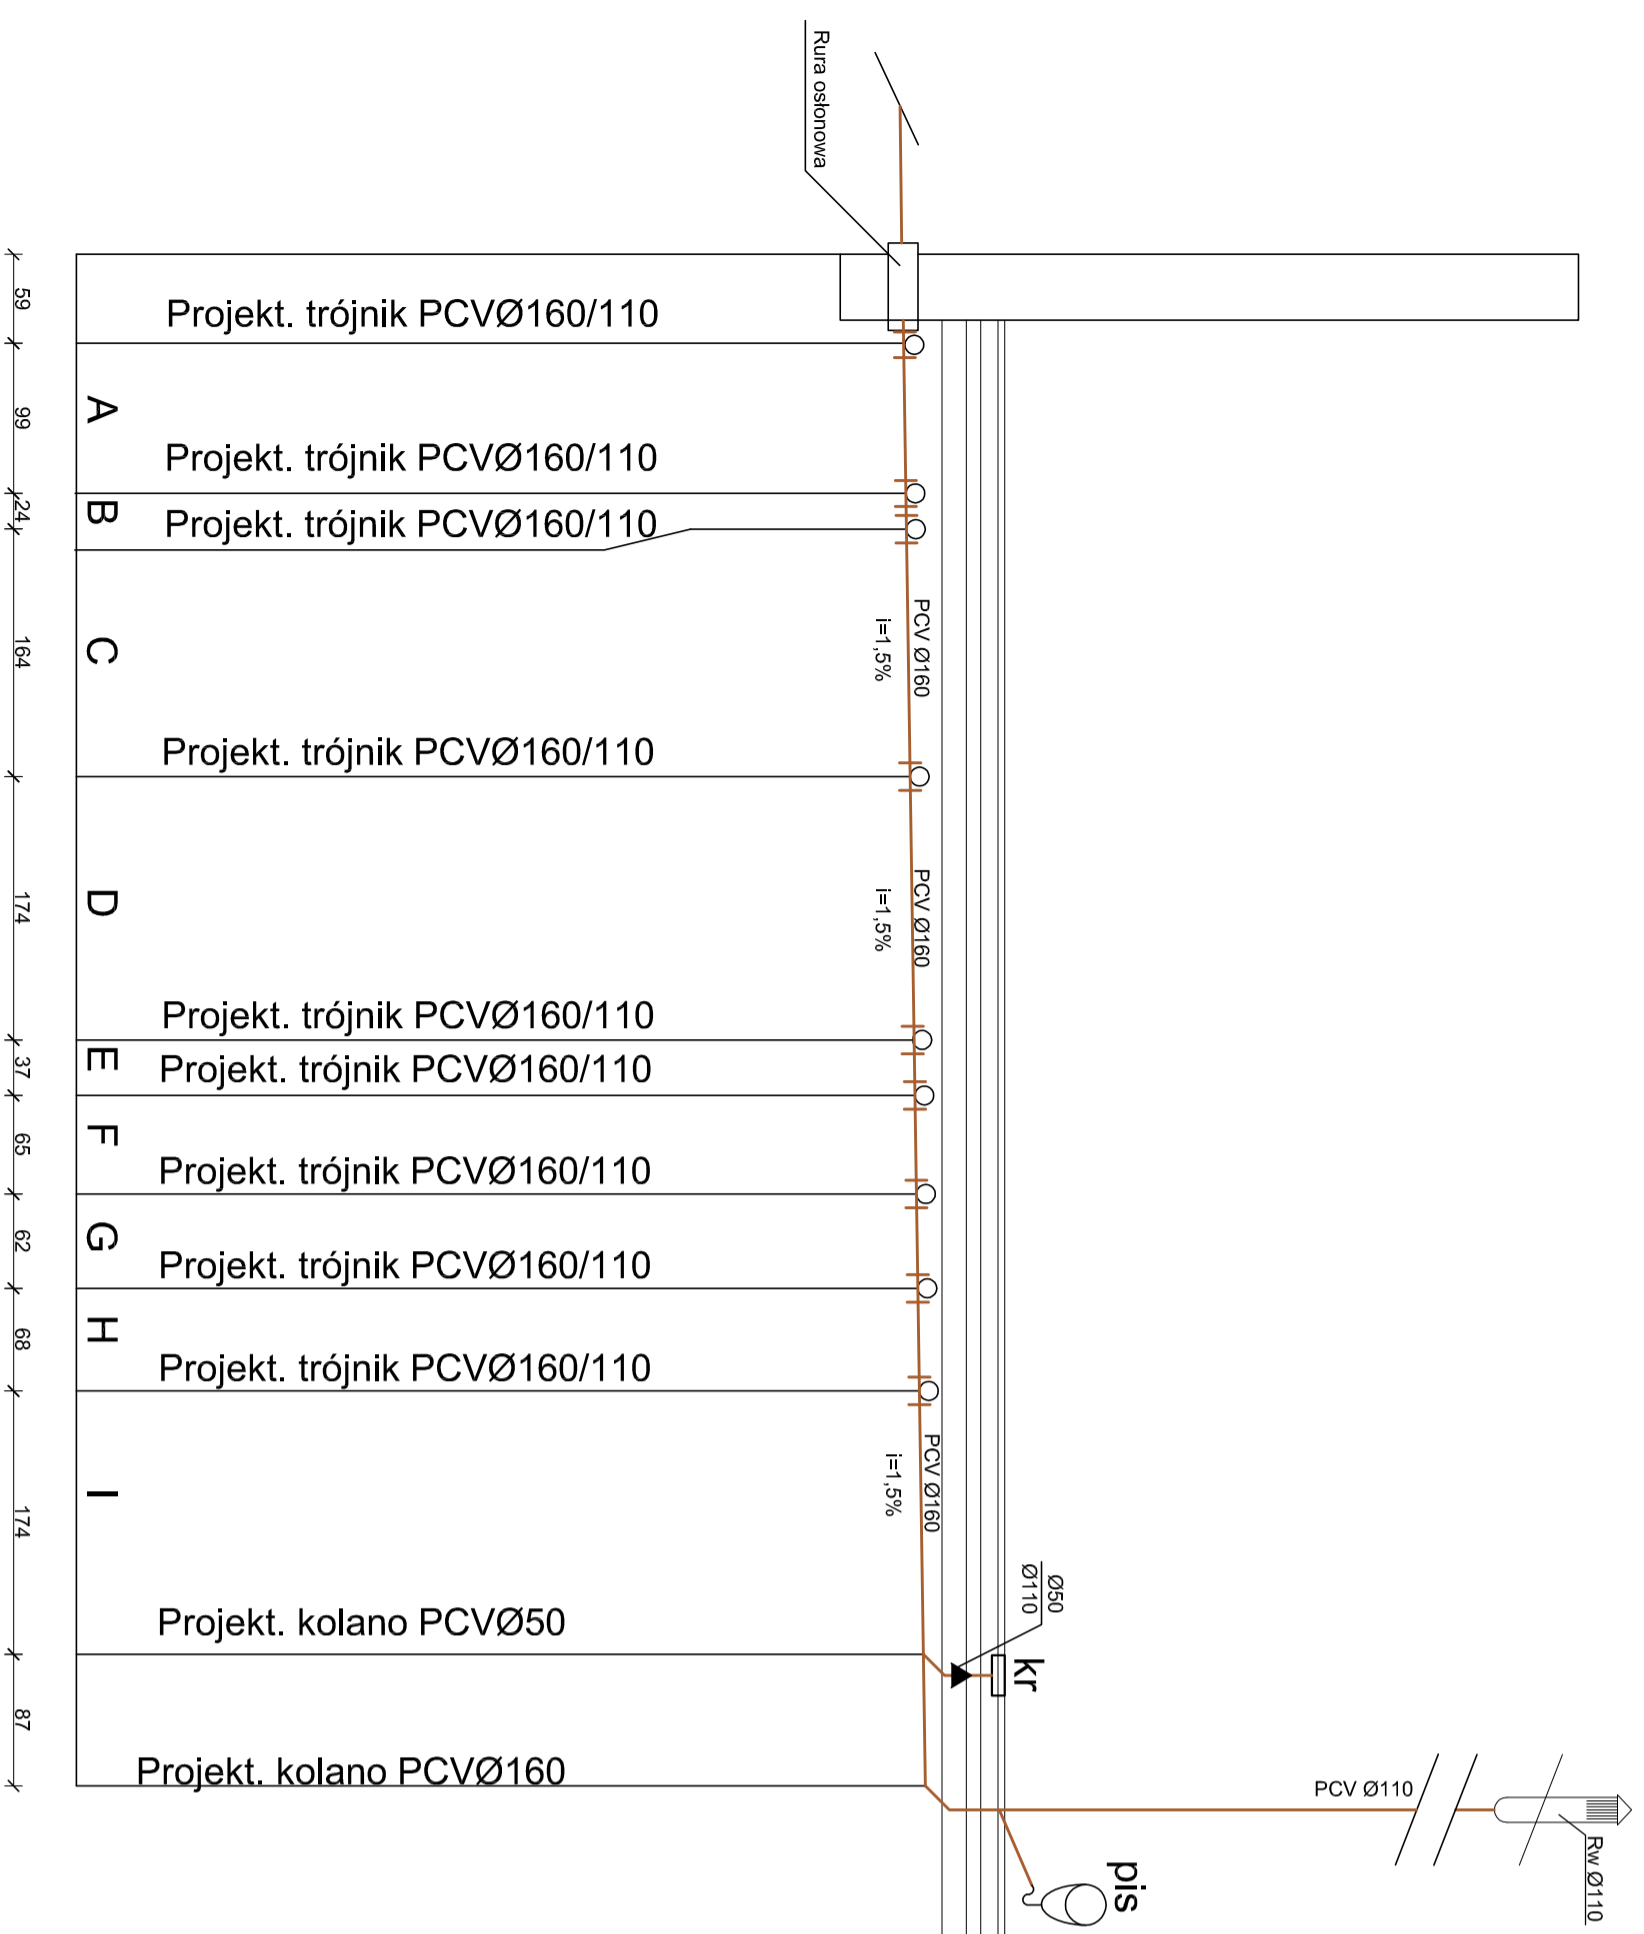 Rura osłonowa
59
Projekt. trójnik PCVØ160/110
A
99
Projekt. trójnik PCVØ160/110
B
24
Projekt. trójnik PCVØ160/110
C
164
PCV Ø160
i=1,5%
Projekt. trójnik PCVØ160/110
D
174
PCV Ø160
i=1,5%
Projekt. trójnik PCVØ160/110
E
37
Projekt. trójnik PCVØ160/110
F
65
Projekt. trójnik PCVØ160/110
G
62
Projekt. trójnik PCVØ160/110
H
68
Projekt. trójnik PCVØ160/110
I
174
PCV Ø160
i=1,5%
Ø50
Ø110
Projekt. kolano PCVØ50
kr
87
Projekt. kolano PCVØ160
PCV Ø110
pis
Rw Ø110